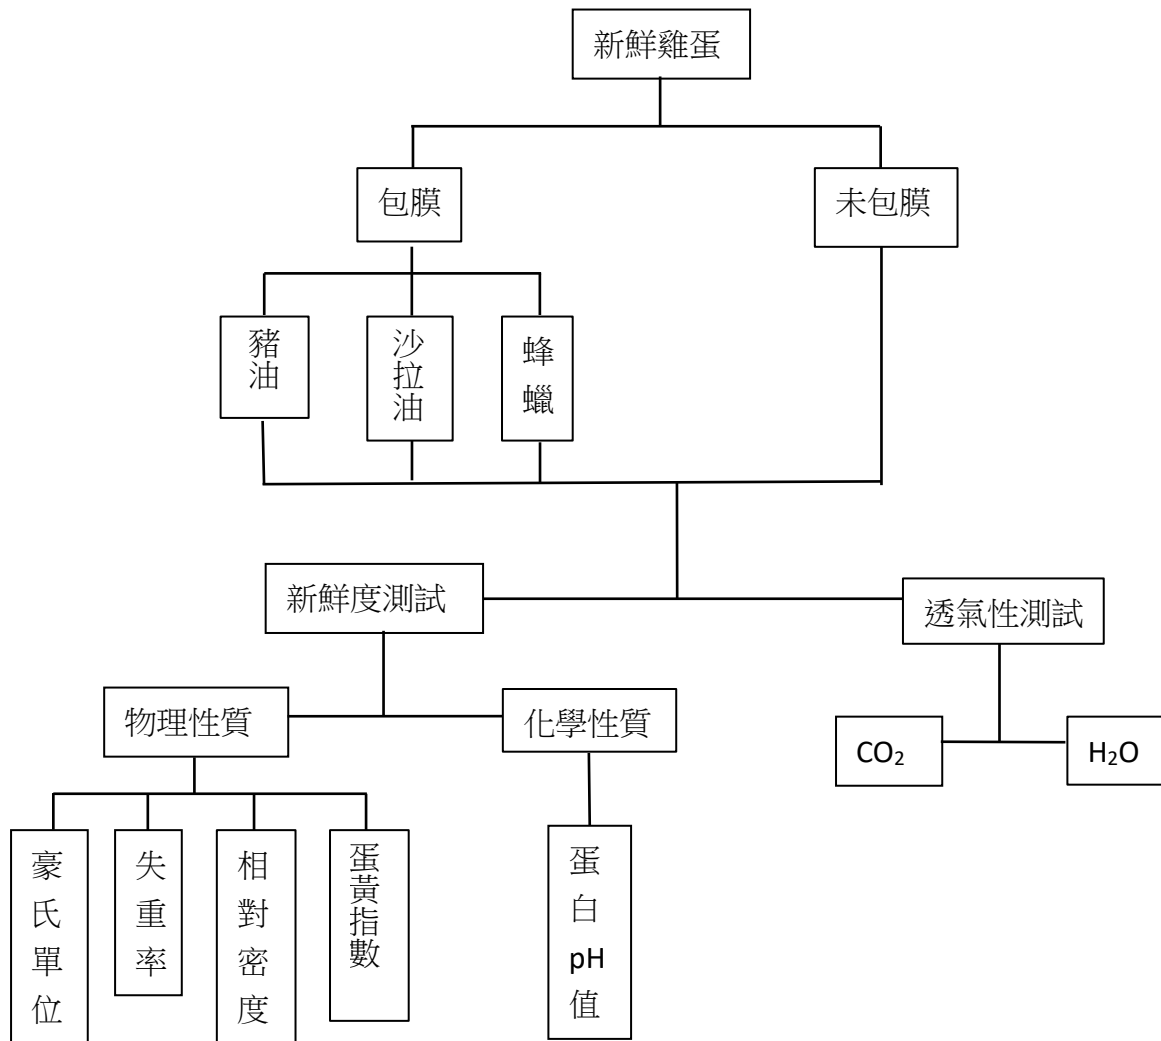 新鮮雞蛋
包膜
未包膜
豬油
沙拉油
蜂蠟
新鮮度測試
透氣性測試
物理性質
化學性質
CO₂
H₂O
豪氏單位
失重率
相對密度
蛋黃指數
蛋白pH值